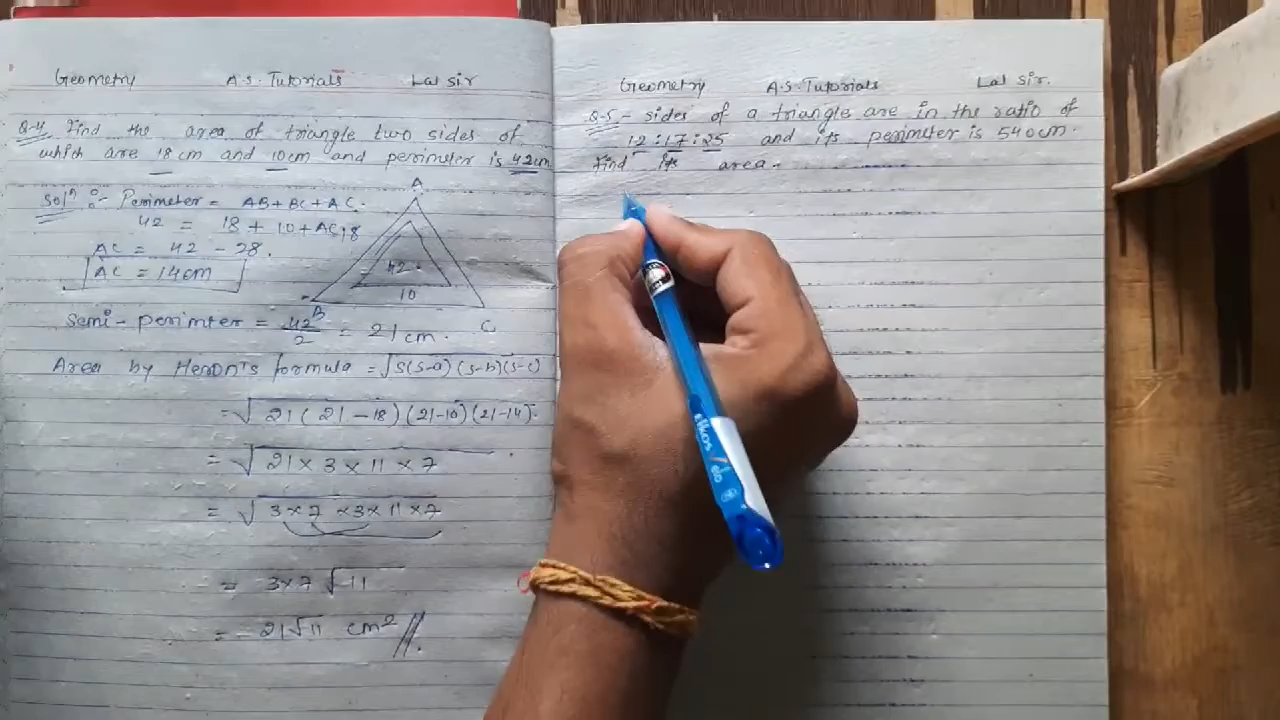 Geometry A.S. Tutorials Lal Sir
Q-4 Find the area of triangle two sides of
which are 18cm and 10cm and perimeter is 42cm
Soln :- Perimeter = AB + BC + AC.
42 = 18 + 10 + AC
AC = 42 - 28.
AC = 14cm
A
18
42
10
B
C
Semi-perimter = 42/2 = 21cm.
Area by Heron's formula = √S(S-a)(S-b)(S-c)
= √21(21-18)(21-10)(21-14).
= √21 × 3 × 11 × 7
= √3×7 ×3×11×7
= 3×7 √11
= 21√11 cm²
Geometry A.S. Tutorials Lal Sir.
Q-5 - sides of a triangle are in the ratio of
12:17:25 and its perimeter is 540cm.
Find its area.
elkos